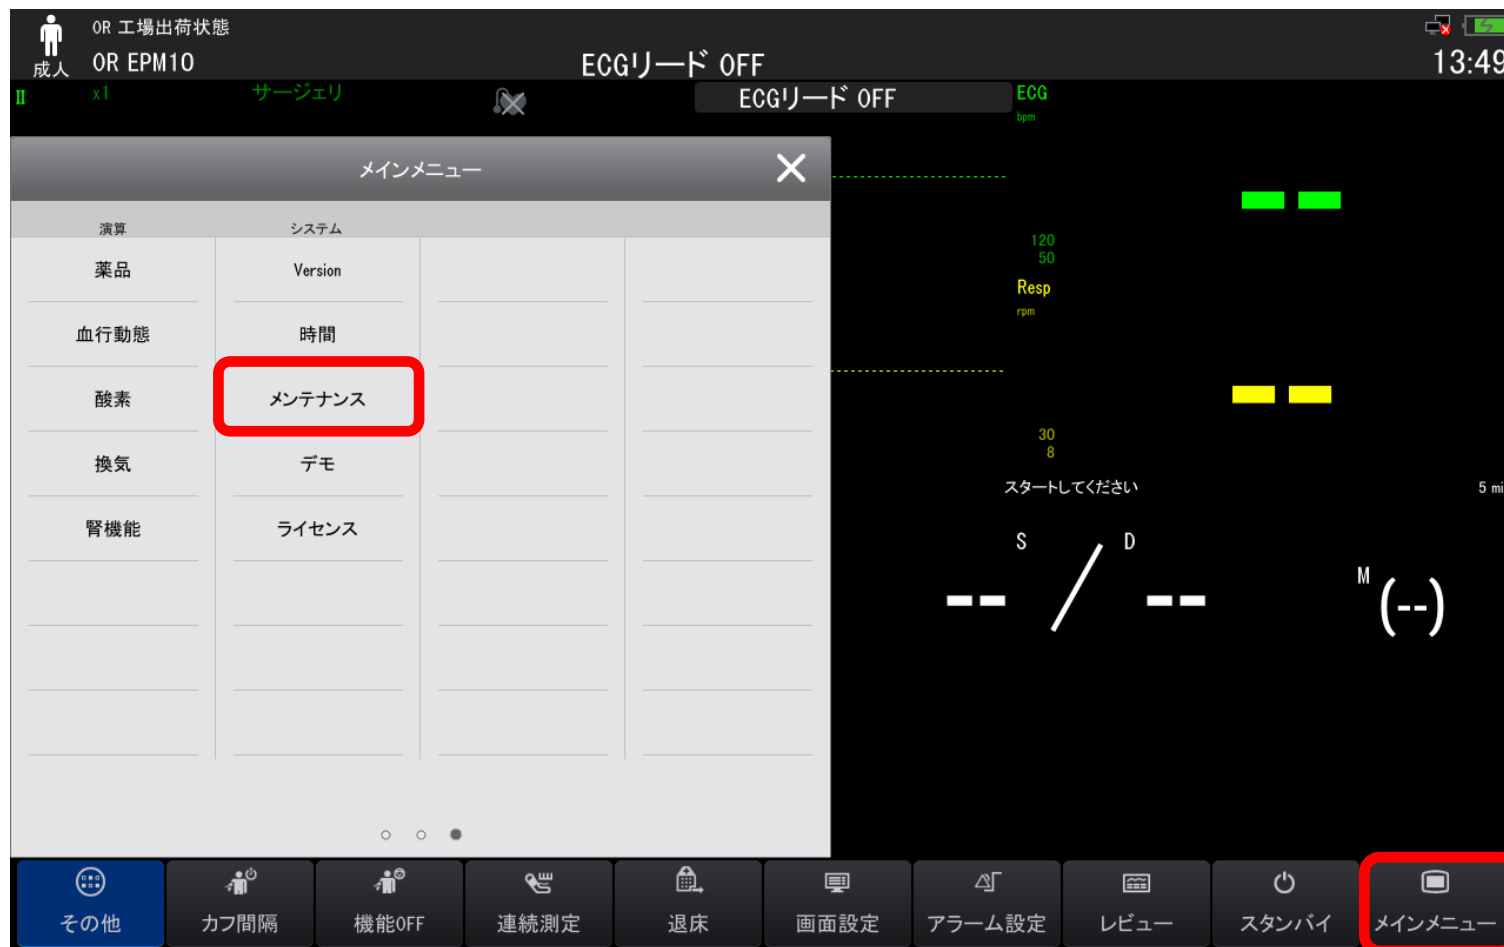 OR 工場出荷状態
成人 OR EPM10
ECGリード OFF
13:49
II x1 サージェリ
ECGリード OFF
ECG
bpm
メインメニュー
演算 システム
薬品 Version
血行動態 時間
酸素 メンテナンス
換気 デモ
腎機能 ライセンス
120
50
Resp
rpm
30
8
スタートしてください
S D
-- / --
M (--)
その他 カフ間隔 機能OFF 連続測定 退床 画面設定 アラーム設定 レビュー スタンバイ メインメニュー